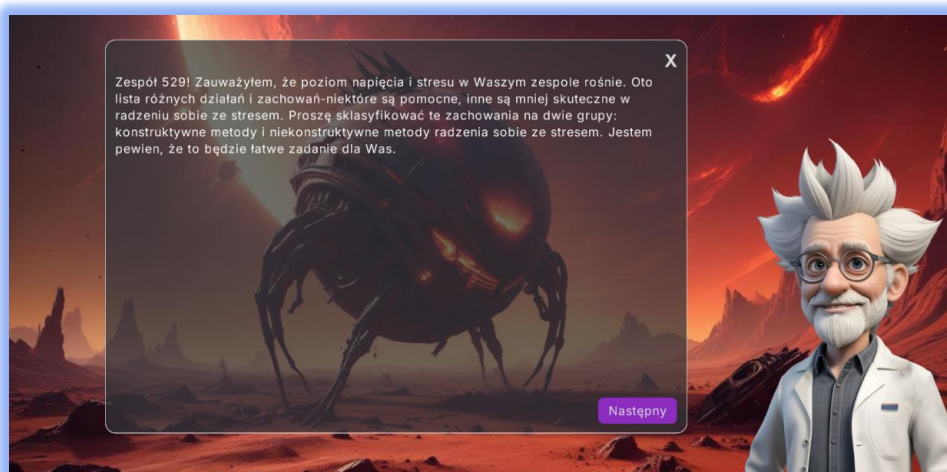 X
Zespół 529! Zauważyłem, że poziom napięcia i stresu w Waszym zespole rośnie. Oto
lista różnych działań i zachowań-niektóre są pomocne, inne są mniej skuteczne w
radzeniu sobie ze stresem. Proszę sklasyfikować te zachowania na dwie grupy:
konstruktywne metody i niekonstruktywne metody radzenia sobie ze stresem. Jestem
pewien, że to będzie łatwe zadanie dla Was.
Następny